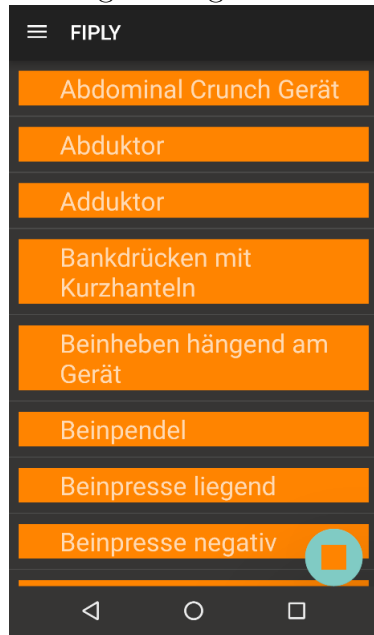 FIPLY
Abdominal Crunch Gerät
Abduktor
Adduktor
Bankdrücken mit
Kurzhanteln
Beinheben hängend am
Gerät
Beinpendel
Beinpresse liegend
Beinpresse negativ